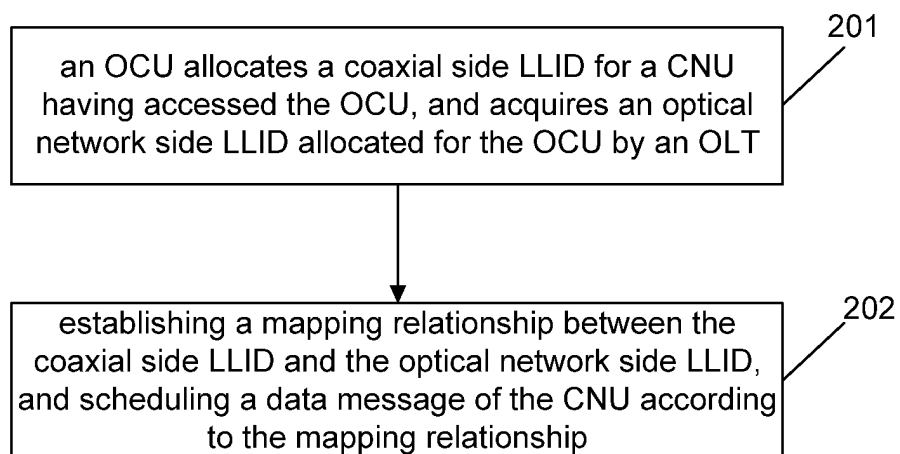 201
an OCU allocates a coaxial side LLID for a CNU
having accessed the OCU, and acquires an optical
network side LLID allocated for the OCU by an OLT
202
establishing a mapping relationship between the
coaxial side LLID and the optical network side LLID,
and scheduling a data message of the CNU according
to the mapping relationship